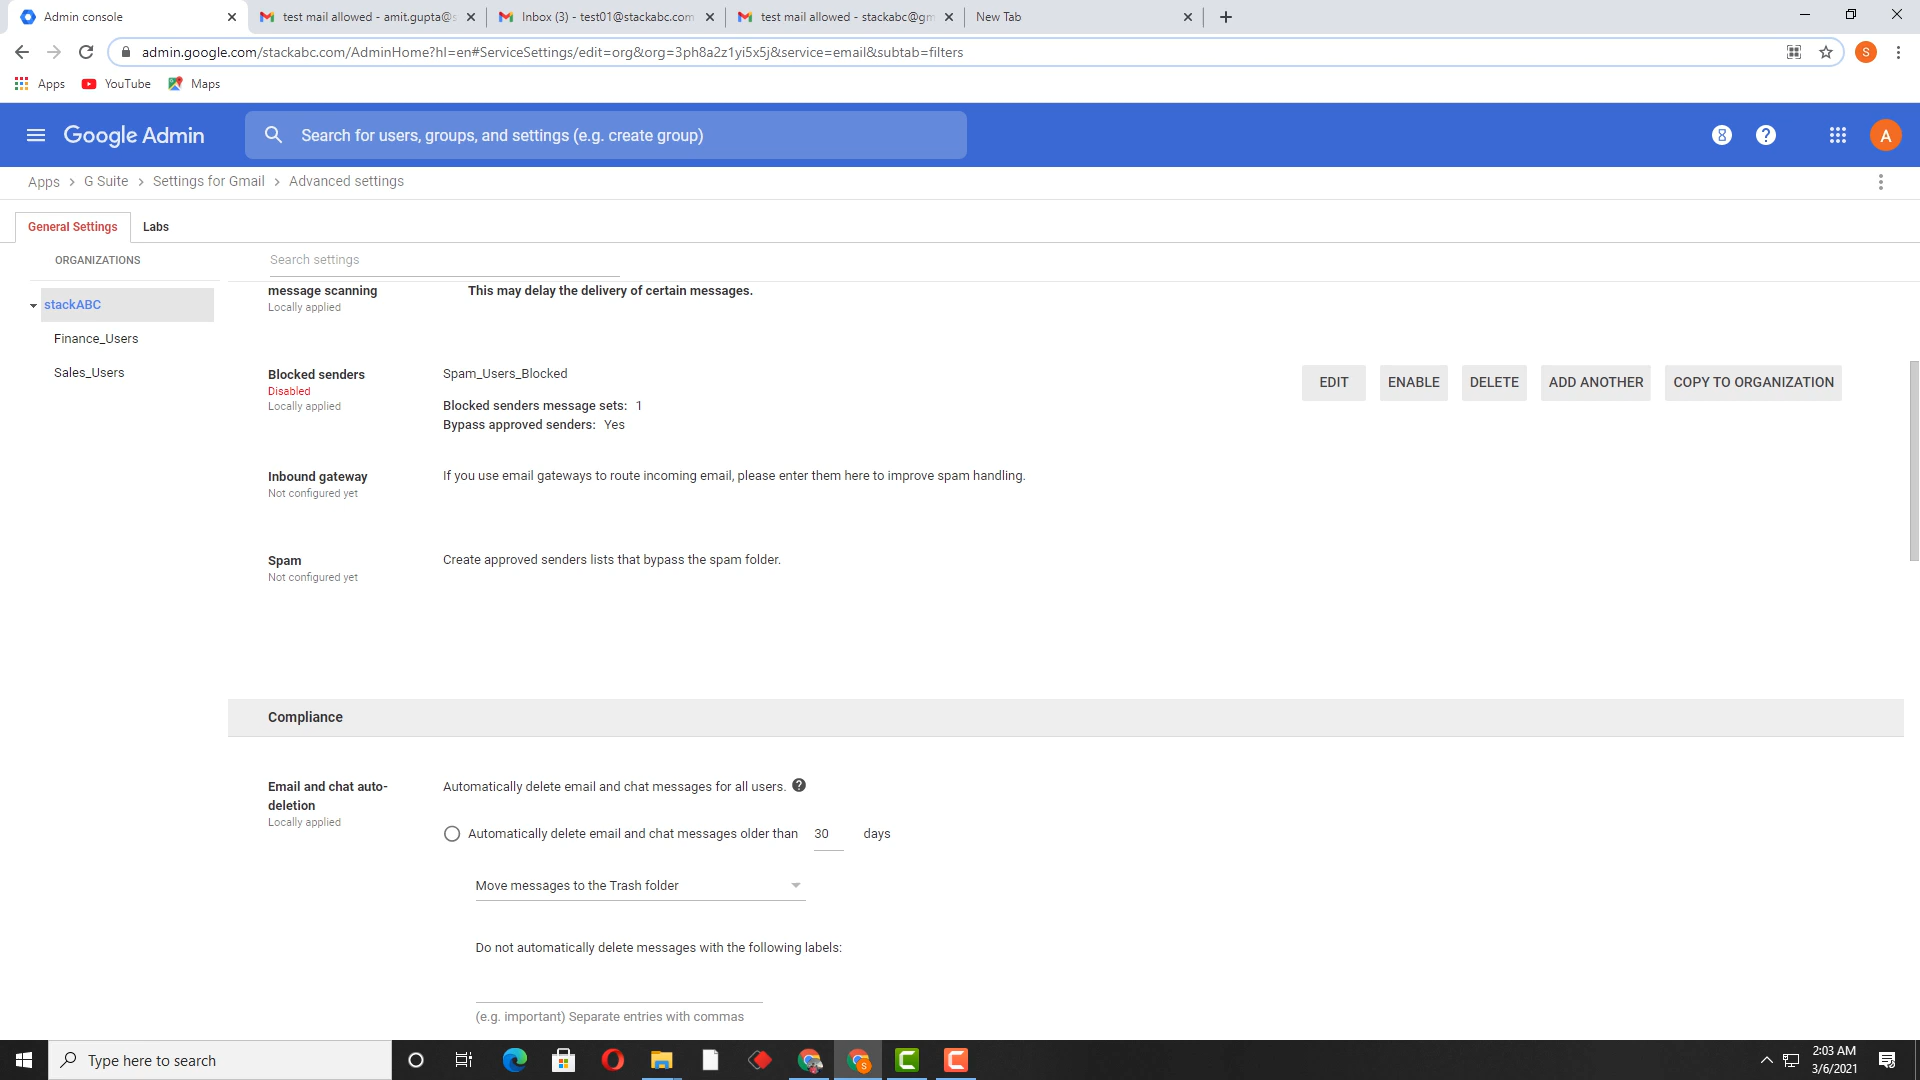 Admin console
test mail allowed - amit.gupta@s
Inbox (3) - test01@stackabc.com
test mail allowed - stackabc@gm
New Tab
admin.google.com/stackabc.com/AdminHome?hl=en#ServiceSettings/edit=org&org=3ph8a2z1yi5x5j&service=email&subtab=filters
S
Apps
YouTube
Maps
Google Admin
Search for users, groups, and settings (e.g. create group)
A
Apps > G Suite > Settings for Gmail > Advanced settings
General Settings
Labs
ORGANIZATIONS
Search settings
stackABC
Finance_Users
Sales_Users
message scanning
Locally applied
This may delay the delivery of certain messages.
Blocked senders
Disabled
Locally applied
Spam_Users_Blocked
Blocked senders message sets: 1
Bypass approved senders: Yes
EDIT
ENABLE
DELETE
ADD ANOTHER
COPY TO ORGANIZATION
Inbound gateway
Not configured yet
If you use email gateways to route incoming email, please enter them here to improve spam handling.
Spam
Not configured yet
Create approved senders lists that bypass the spam folder.
Compliance
Email and chat auto-
deletion
Locally applied
Automatically delete email and chat messages for all users.
Automatically delete email and chat messages older than 30 days
Move messages to the Trash folder
Do not automatically delete messages with the following labels:
(e.g. important) Separate entries with commas
Type here to search
2:03 AM
3/6/2021